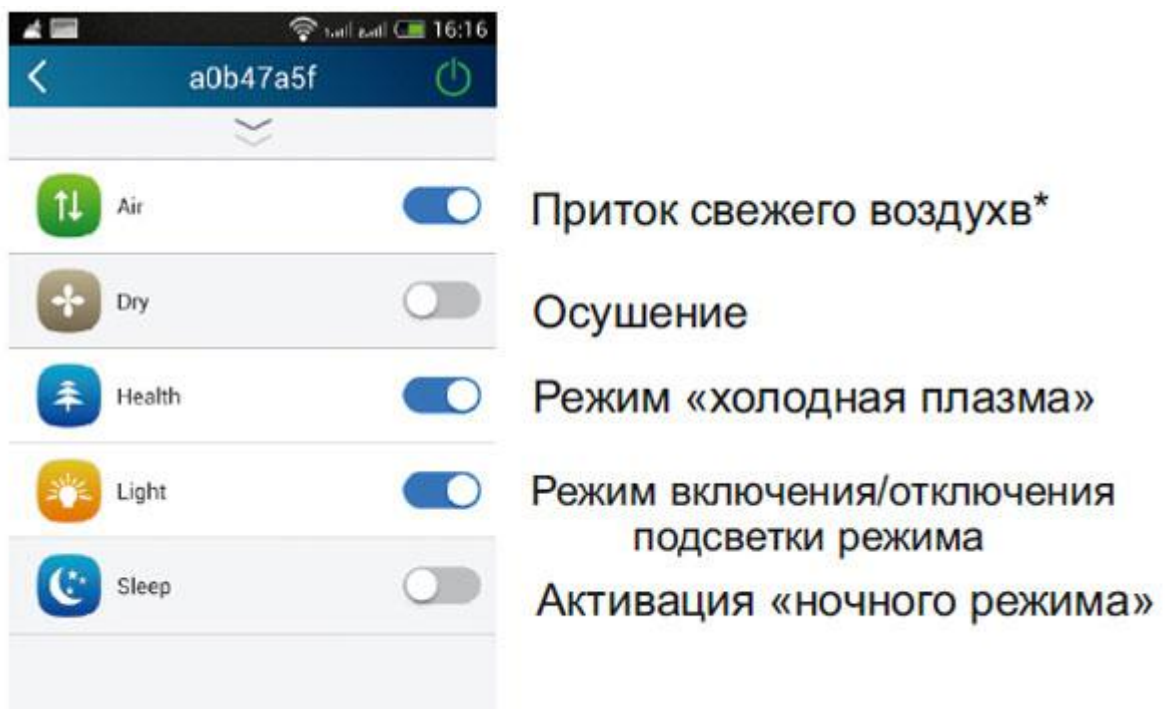 16:16
a0b47a5f
Air
Приток свежего воздухв*
Dry
Осушение
Health
Режим «холодная плазма»
Light
Режим включения/отключения
подсветки режима
Sleep
Активация «ночного режима»